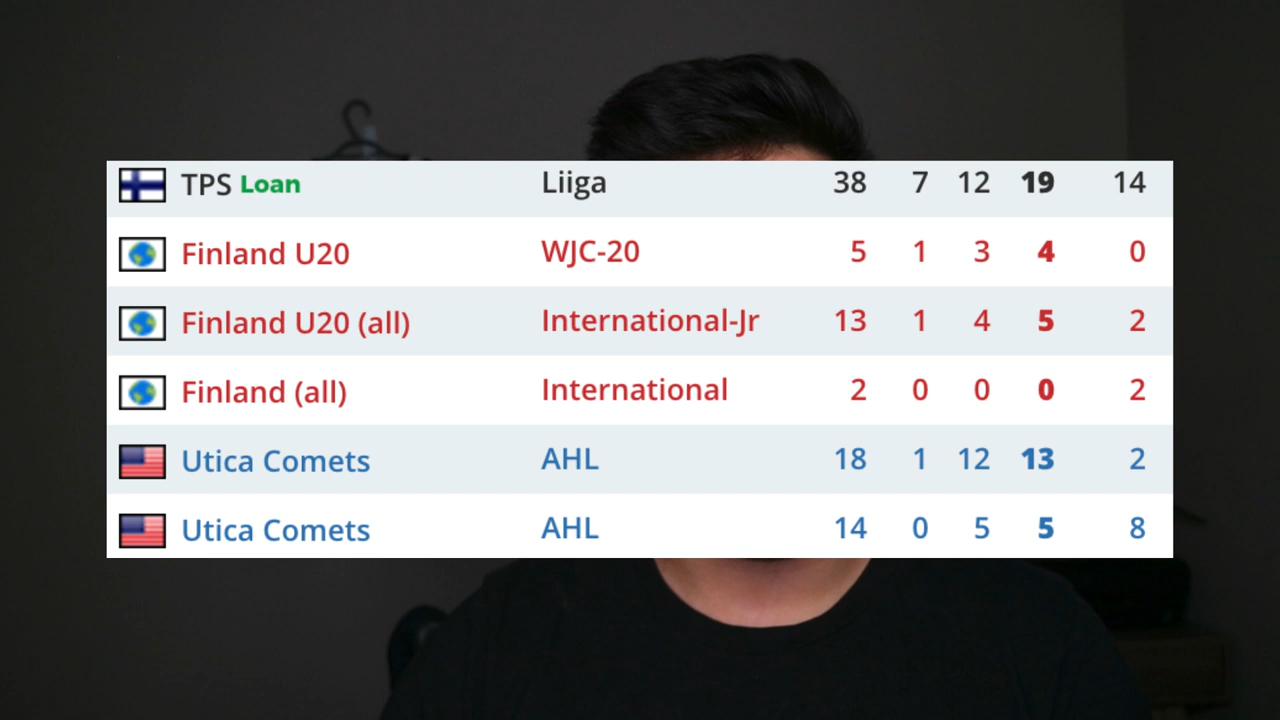 TPS Loan Liiga 38 7 12 19 14
Finland U20 WJC-20 5 1 3 4 0
Finland U20 (all) International-Jr 13 1 4 5 2
Finland (all) International 2 0 0 0 2
Utica Comets AHL 18 1 12 13 2
Utica Comets AHL 14 0 5 5 8